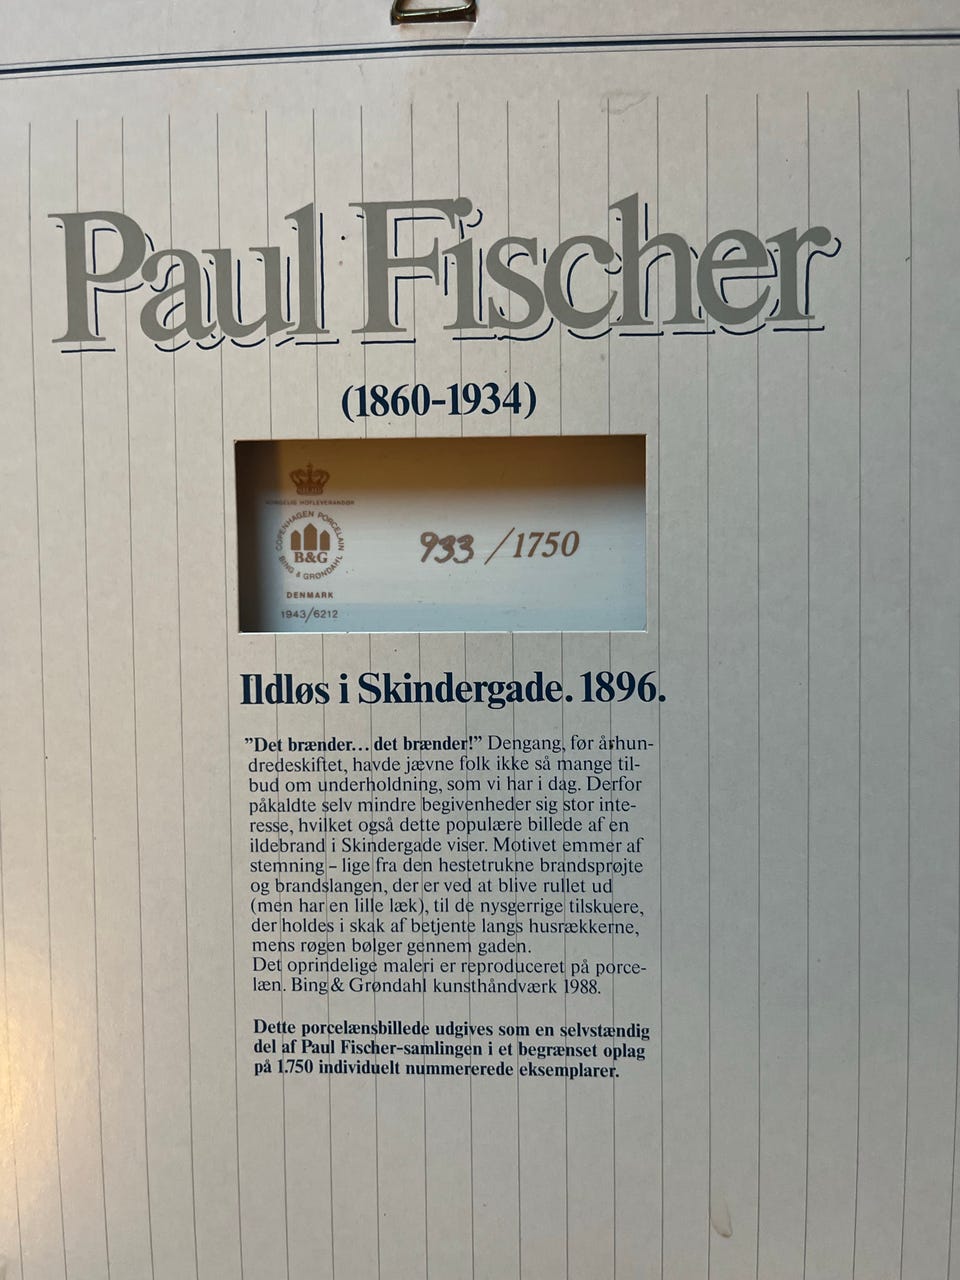 Paul Fischer
(1860-1934)
KONGELIG HOFLEVERANDØR
COPENHAGEN PORCELAIN
B&G
BING & GRØNDAHL
DENMARK
1943/6212
933/1750
Ildløs i Skindergade. 1896.
”Det brænder... det brænder!” Dengang, før århun-
dredeskiftet, havde jævne folk ikke så mange til-
bud om underholdning, som vi har i dag. Derfor
påkaldte selv mindre begivenheder sig stor inte-
resse, hvilket også dette populære billede af en
ildebrand i Skindergade viser. Motivet emmer af
stemning – lige fra den hestetrukne brandsprøjte
og brandslangen, der er ved at blive rullet ud
(men har en lille læk), til de nysgerrige tilskuere,
der holdes i skak af betjente langs husrækkerne,
mens røgen bølger gennem gaden.
Det oprindelige maleri er reproduceret på porce-
læn. Bing & Grøndahl kunsthåndværk 1988.
Dette porcelænsbillede udgives som en selvstændig
del af Paul Fischer-samlingen i et begrænset oplag
på 1.750 individuelt nummererede eksemplarer.